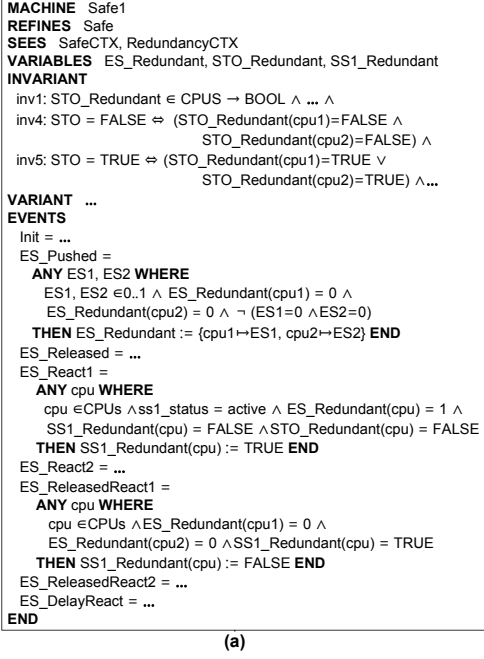 MACHINE Safe1
REFINES Safe
SEES SafeCTX, RedundancyCTX
VARIABLES ES_Redundant, STO_Redundant, SS1_Redundant
INVARIANT
inv1: STO_Redundant ∈ CPUS → BOOL ∧ ... ∧
inv4: STO = FALSE ⇔ (STO_Redundant(cpu1)=FALSE ∧
STO_Redundant(cpu2)=FALSE) ∧
inv5: STO = TRUE ⇔ (STO_Redundant(cpu1)=TRUE ∨
STO_Redundant(cpu2)=TRUE) ∧...
VARIANT ...
EVENTS
Init = ...
ES_Pushed =
ANY ES1, ES2 WHERE
ES1, ES2 ∈0..1 ∧ ES_Redundant(cpu1) = 0 ∧
ES_Redundant(cpu2) = 0 ∧ ¬ (ES1=0 ∧ES2=0)
THEN ES_Redundant := {cpu1↦ES1, cpu2↦ES2} END
ES_Released = ...
ES_React1 =
ANY cpu WHERE
cpu ∈CPUs ∧ss1_status = active ∧ ES_Redundant(cpu) = 1 ∧
SS1_Redundant(cpu) = FALSE ∧STO_Redundant(cpu) = FALSE
THEN SS1_Redundant(cpu) := TRUE END
ES_React2 = ...
ES_ReleasedReact1 =
ANY cpu WHERE
cpu ∈CPUs ∧ES_Redundant(cpu1) = 0 ∧
ES_Redundant(cpu2) = 0 ∧SS1_Redundant(cpu) = TRUE
THEN SS1_Redundant(cpu) := FALSE END
ES_ReleasedReact2 = ...
ES_DelayReact = ...
END
(a)